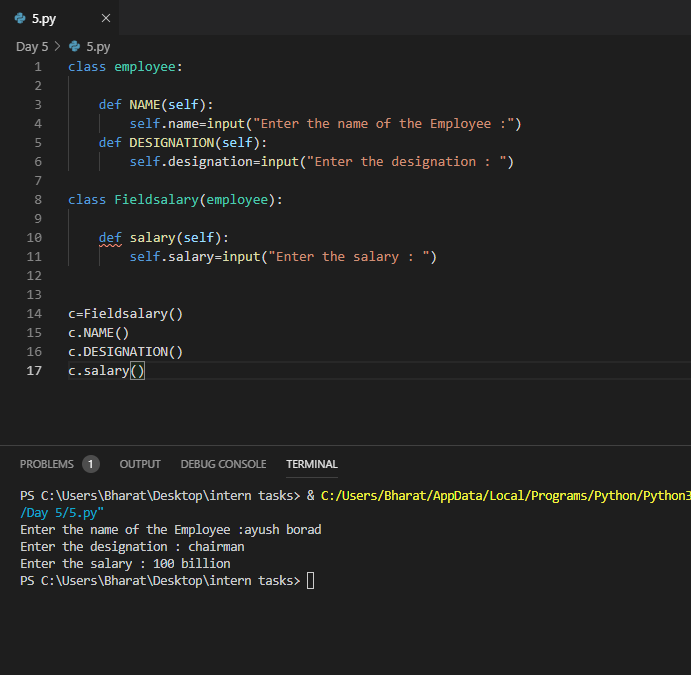 5.py ×
Day 5 > 5.py
1 class employee:
2
3 def NAME(self):
4 self.name=input("Enter the name of the Employee :")
5 def DESIGNATION(self):
6 self.designation=input("Enter the designation : ")
7
8 class Fieldsalary(employee):
9
10 def salary(self):
11 self.salary=input("Enter the salary : ")
12
13
14 c=Fieldsalary()
15 c.NAME()
16 c.DESIGNATION()
17 c.salary()
PROBLEMS 1 OUTPUT DEBUG CONSOLE TERMINAL
PS C:\Users\Bharat\Desktop\intern tasks> & C:/Users/Bharat/AppData/Local/Programs/Python/Python3
/Day 5/5.py"
Enter the name of the Employee :ayush borad
Enter the designation : chairman
Enter the salary : 100 billion
PS C:\Users\Bharat\Desktop\intern tasks>